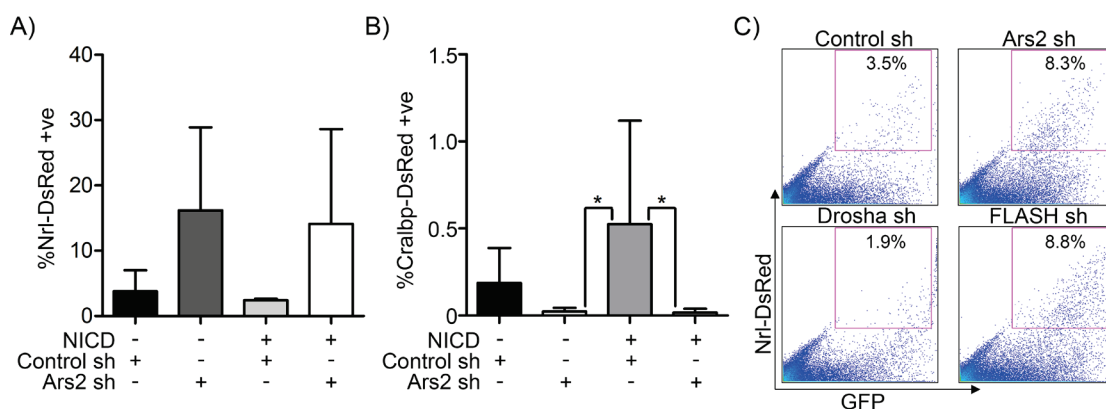 A)
%Nrl-DsRed +ve
40
30
20
10
0
NICD - - + +
Control sh + - + -
Ars2 sh - + - +
B)
%Cralbp-DsRed +ve
1.5
1.0
0.5
0.0
* *
NICD - - + +
Control sh + - + -
Ars2 sh - + - +
C)
Control sh
3.5%
Ars2 sh
8.3%
Drosha sh
1.9%
FLASH sh
8.8%
Nrl-DsRed
GFP